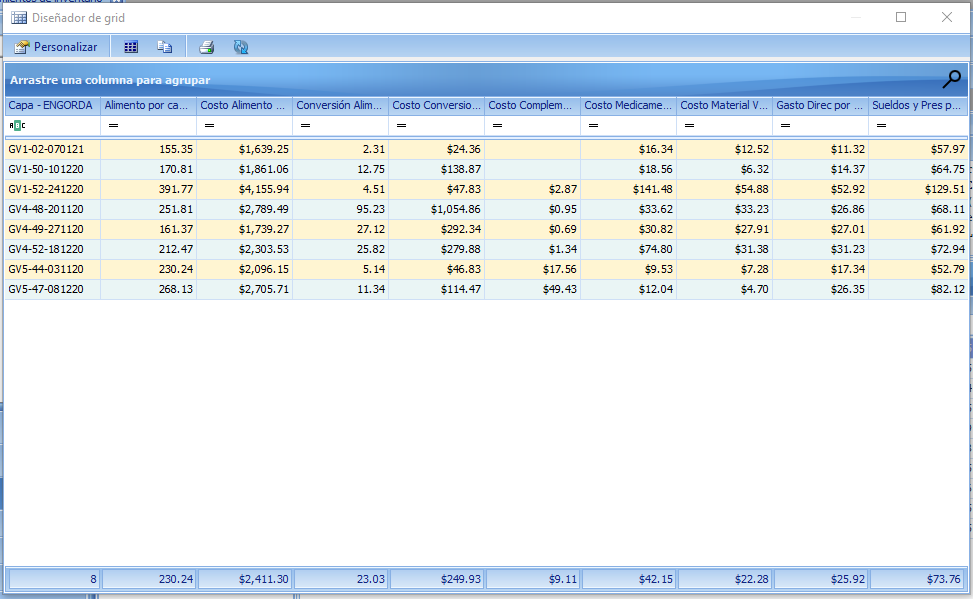 mientos de inventario
Diseñador de grid
Personalizar
Arrastre una columna para agrupar
Capa - ENGORDA Alimento por ca... Costo Alimento ... Conversión Alim... Costo Conversio... Costo Complem... Costo Medicame... Costo Material V... Gasto Direc por ... Sueldos y Pres p...
ABC = = = = = = = = =
GV1-02-070121 155.35 $1,639.25 2.31 $24.36 $16.34 $12.52 $11.32 $57.97
GV1-50-101220 170.81 $1,861.06 12.75 $138.87 $18.56 $6.32 $14.37 $64.75
GV1-52-241220 391.77 $4,155.94 4.51 $47.83 $2.87 $141.48 $54.88 $52.92 $129.51
GV4-48-201120 251.81 $2,789.49 95.23 $1,054.86 $0.95 $33.62 $33.23 $26.86 $68.11
GV4-49-271120 161.37 $1,739.27 27.12 $292.34 $0.69 $30.82 $27.91 $27.01 $61.92
GV4-52-181220 212.47 $2,303.53 25.82 $279.88 $1.34 $74.80 $31.38 $31.23 $72.94
GV5-44-031120 230.24 $2,096.15 5.14 $46.83 $17.56 $9.53 $7.28 $17.34 $52.79
GV5-47-081220 268.13 $2,705.71 11.34 $114.47 $49.43 $12.04 $4.70 $26.35 $82.12
8 230.24 $2,411.30 23.03 $249.93 $9.11 $42.15 $22.28 $25.92 $73.76